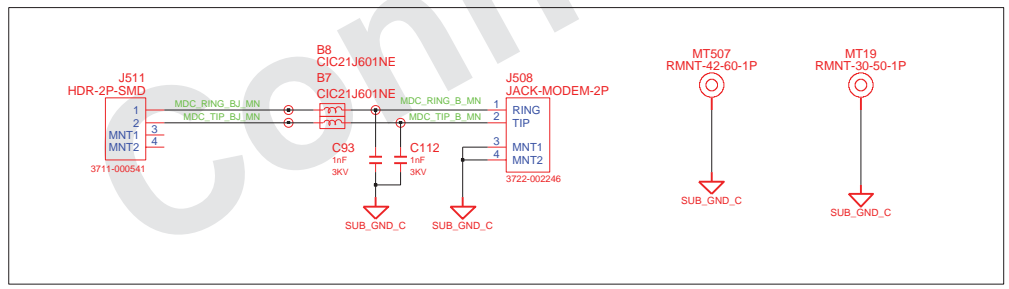 B8
CIC21J601NE
B7
CIC21J601NE
J511
HDR-2P-SMD
1
2
MNT1 3
MNT2 4
3711-000541
MDC_RING_BJ_MN
MDC_TIP_BJ_MN
MDC_RING_B_MN
MDC_TIP_B_MN
C93
1nF
3KV
C112
1nF
3KV
SUB_GND_C
SUB_GND_C
J508
JACK-MODEM-2P
1 RING
2 TIP
3 MNT1
4 MNT2
3722-002246
MT507
RMNT-42-60-1P
SUB_GND_C
MT19
RMNT-30-50-1P
SUB_GND_C